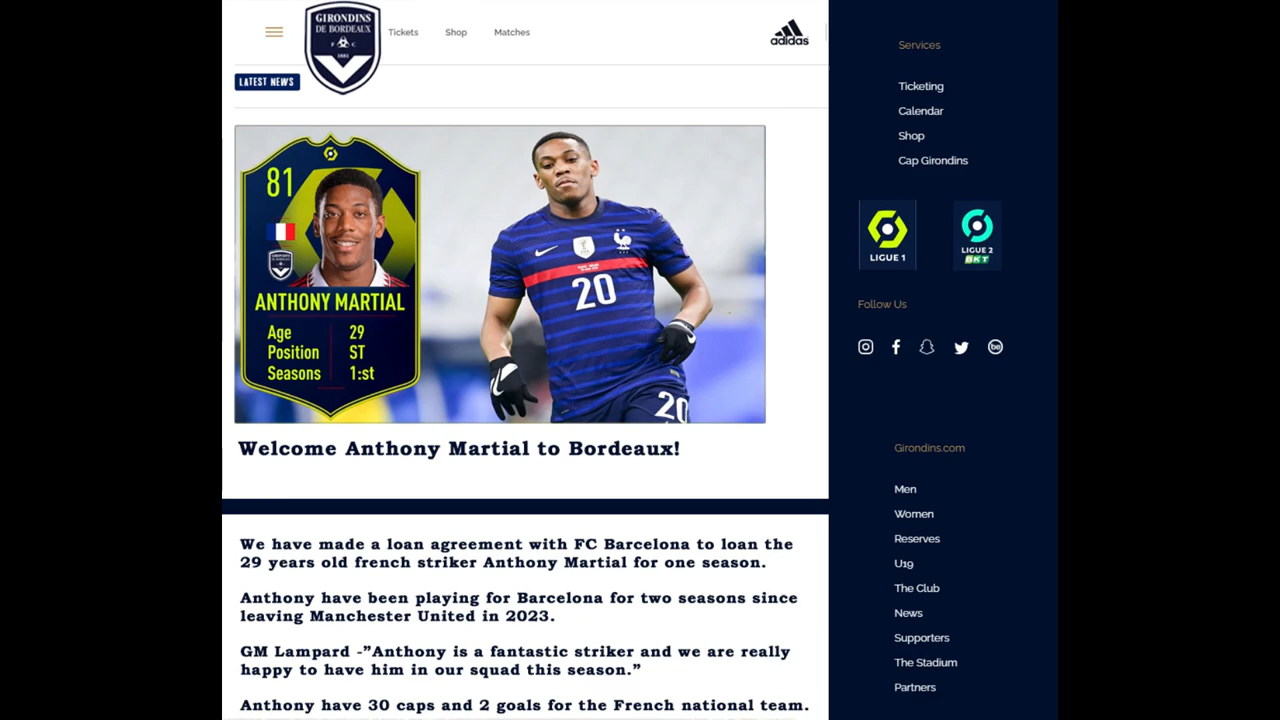 GIRONDINS
DE BORDEAUX
F C
1881
Tickets
Shop
Matches
adidas
LATEST NEWS
81
ANTHONY MARTIAL
Age 29
Position ST
Seasons 1:st
20
20
Welcome Anthony Martial to Bordeaux!
We have made a loan agreement with FC Barcelona to loan the
29 years old french striker Anthony Martial for one season.
Anthony have been playing for Barcelona for two seasons since
leaving Manchester United in 2023.
GM Lampard -”Anthony is a fantastic striker and we are really
happy to have him in our squad this season.”
Anthony have 30 caps and 2 goals for the French national team.
Services
Ticketing
Calendar
Shop
Cap Girondins
LIGUE 1
LIGUE 2
BKT
Follow Us
Girondins.com
Men
Women
Reserves
U19
The Club
News
Supporters
The Stadium
Partners